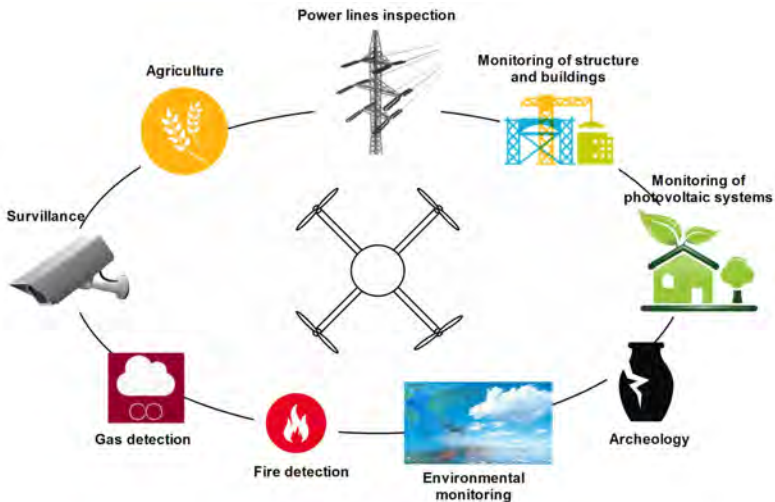 Power lines inspection
Agriculture
Monitoring of structure
and buildings
Survillance
Monitoring of
photovoltaic systems
Gas detection
Fire detection
Environmental
monitoring
Archeology